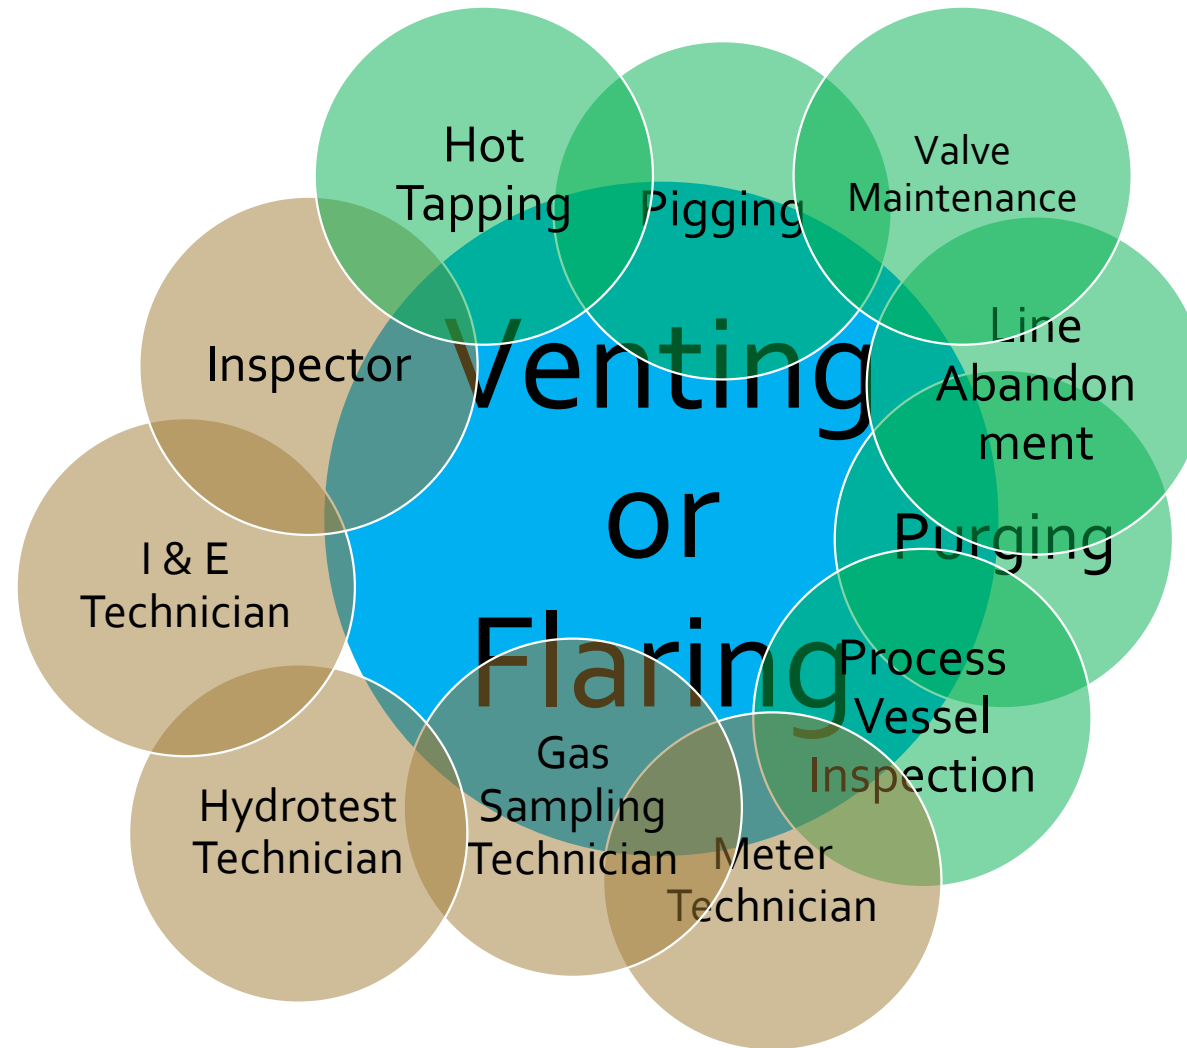 Hot
Tapping
Pigging
Valve
Maintenance
Line
Abandon
ment
Purging
Process
Vessel
Inspection
Meter
Technician
Gas
Sampling
Technician
Hydrotest
Technician
I & E
Technician
Inspector
Venting
or
Flaring